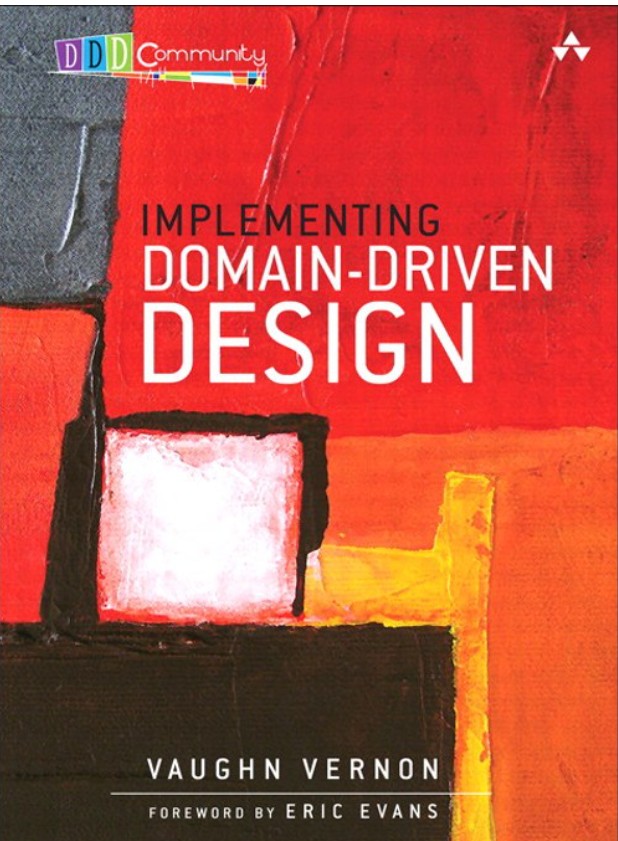 DDD Community
IMPLEMENTING
DOMAIN-DRIVEN
DESIGN
VAUGHN VERNON
FOREWORD BY ERIC EVANS